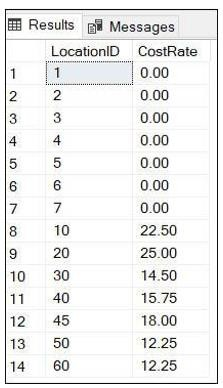 Results Messages
LocationID CostRate
1 1 0.00
2 2 0.00
3 3 0.00
4 4 0.00
5 5 0.00
6 6 0.00
7 7 0.00
8 10 22.50
9 20 25.00
10 30 14.50
11 40 15.75
12 45 18.00
13 50 12.25
14 60 12.25